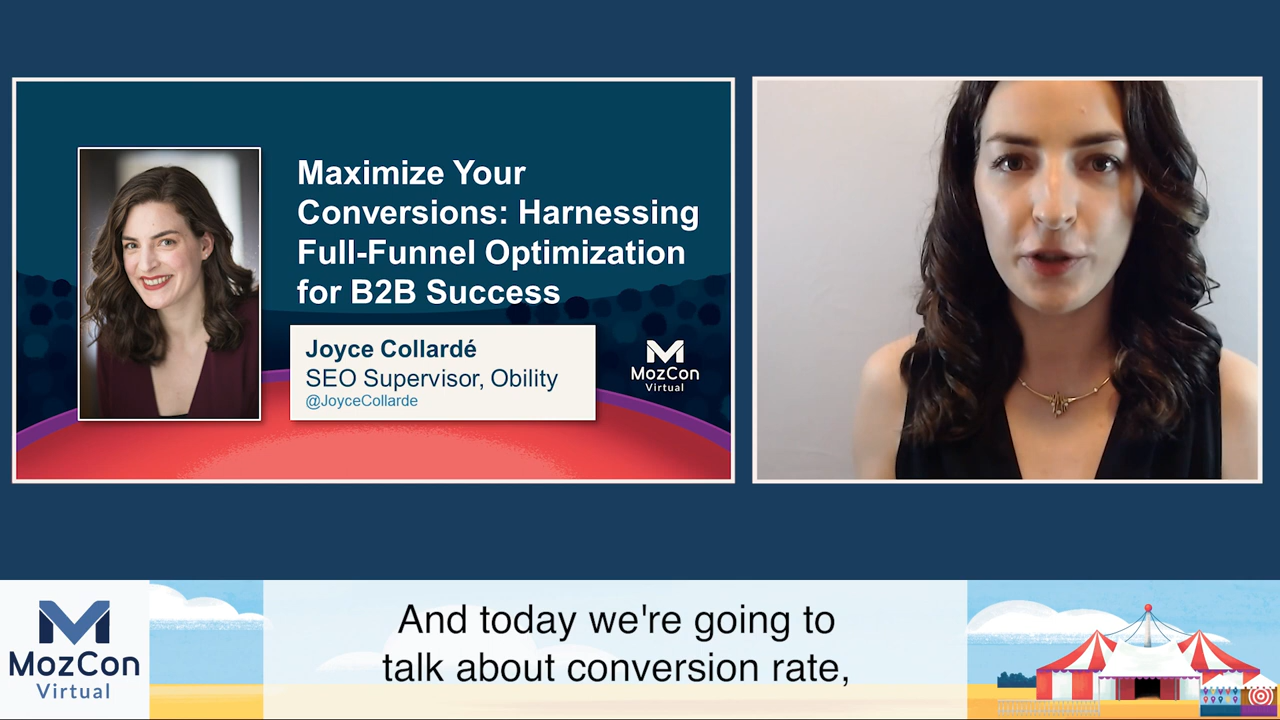 Maximize Your
Conversions: Harnessing
Full-Funnel Optimization
for B2B Success
Joyce Collardé
SEO Supervisor, Obility
@JoyceCollarde
MozCon
Virtual
MozCon
Virtual
And today we're going to
talk about conversion rate,